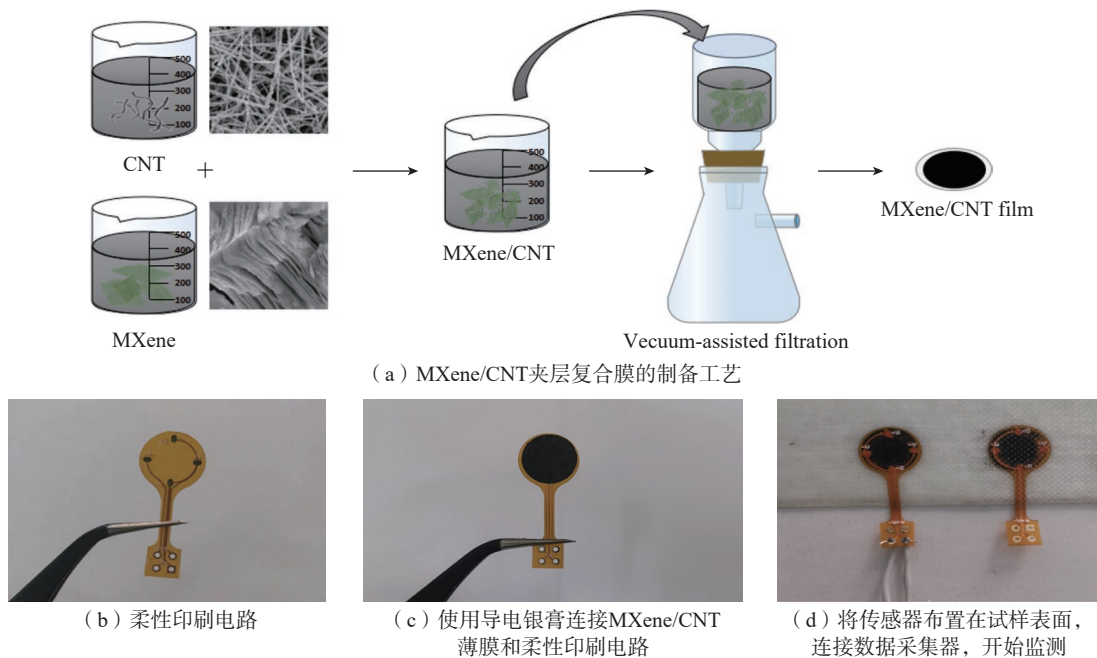 500
400
300
200
100
CNT
+
500
400
300
200
100
MXene
500
400
300
200
100
MXene/CNT
Vecuum-assisted filtration
MXene/CNT film
（a）MXene/CNT夹层复合膜的制备工艺
（b）柔性印刷电路
（c）使用导电银膏连接MXene/CNT
薄膜和柔性印刷电路
（d）将传感器布置在试样表面，
连接数据采集器，开始监测